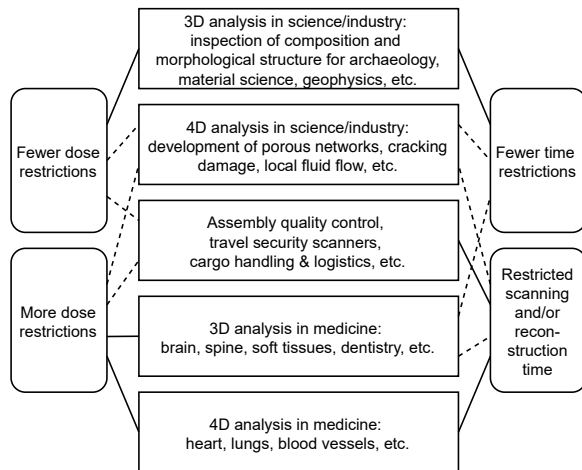 3D analysis in science/industry:
inspection of composition and
morphological structure for archaeology,
material science, geophysics, etc.
Fewer dose
restrictions
4D analysis in science/industry:
development of porous networks, cracking
damage, local fluid flow, etc.
Fewer time
restrictions
Assembly quality control,
travel security scanners,
cargo handling & logistics, etc.
More dose
restrictions
3D analysis in medicine:
brain, spine, soft tissues, dentistry, etc.
Restricted
scanning
and/or
recon-
struction
time
4D analysis in medicine:
heart, lungs, blood vessels, etc.